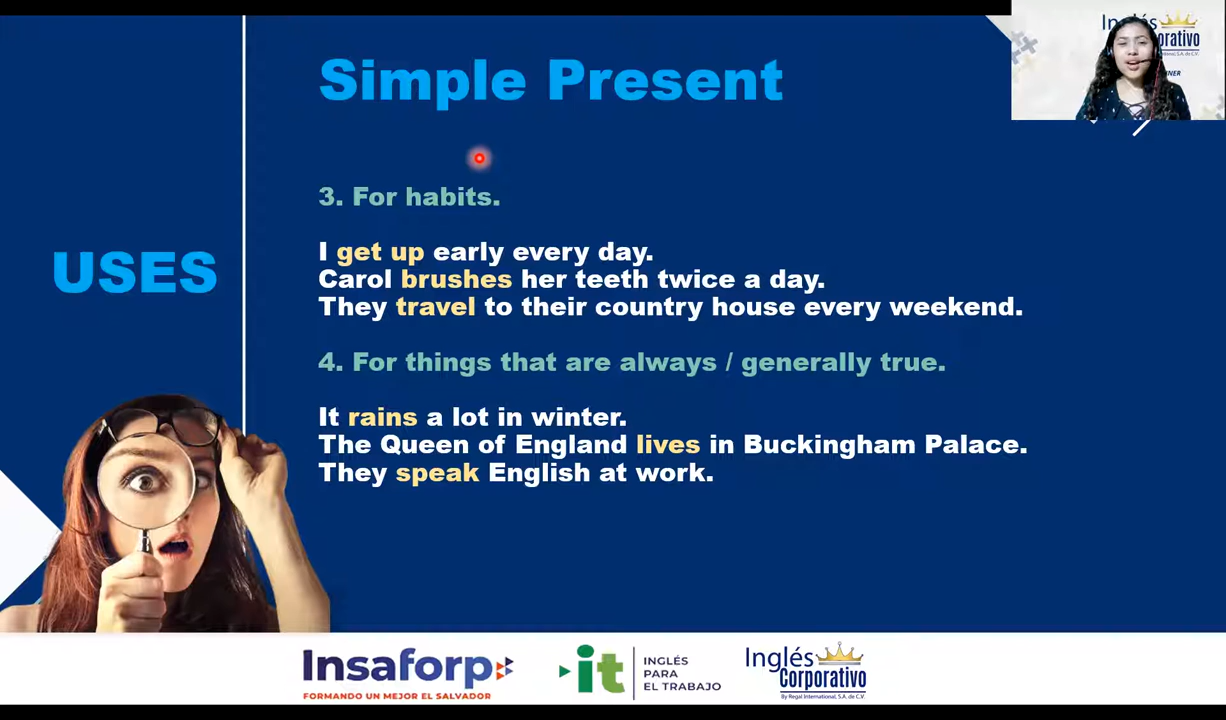 Simple Present
USES
3. For habits.
I get up early every day.
Carol brushes her teeth twice a day.
They travel to their country house every weekend.
4. For things that are always / generally true.
It rains a lot in winter.
The Queen of England lives in Buckingham Palace.
They speak English at work.
Insaforp
FORMANDO UN MEJOR EL SALVADOR
it
INGLÉS
PARA
EL TRABAJO
Inglés
Corporativo
By Regal International, S.A. de C.V.
Inglés